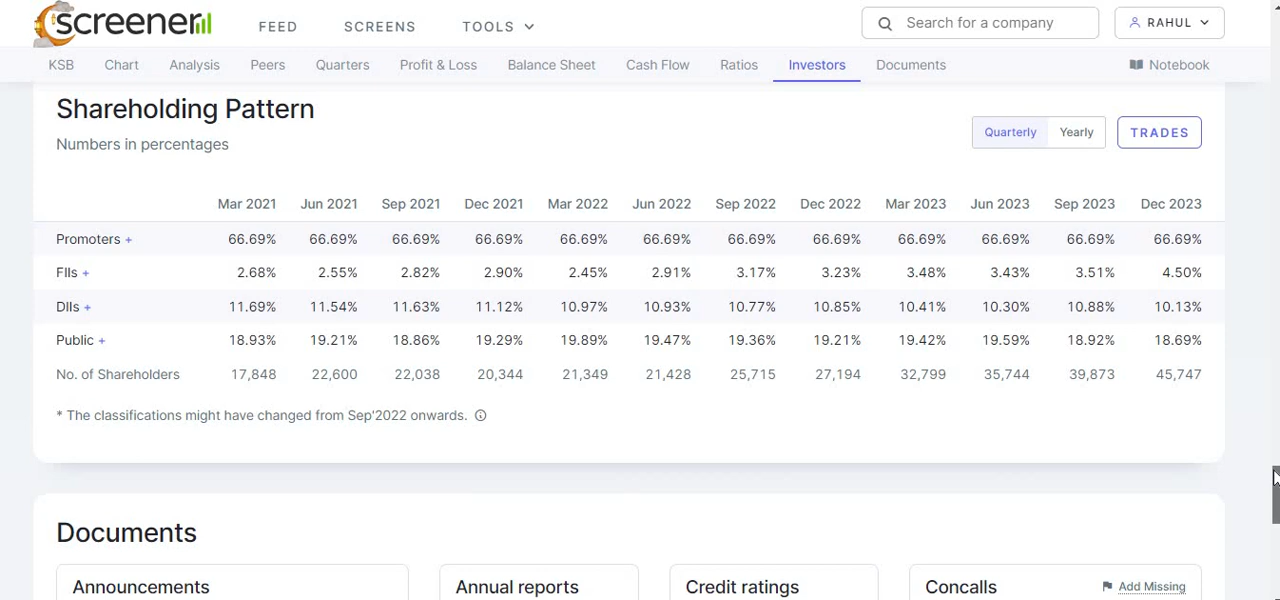 screener FEED SCREENS TOOLS Search for a company RAHUL
KSB Chart Analysis Peers Quarters Profit & Loss Balance Sheet Cash Flow Ratios Investors Documents Notebook
Shareholding Pattern
Numbers in percentages
Quarterly Yearly TRADES
Mar 2021 Jun 2021 Sep 2021 Dec 2021 Mar 2022 Jun 2022 Sep 2022 Dec 2022 Mar 2023 Jun 2023 Sep 2023 Dec 2023
Promoters + 66.69% 66.69% 66.69% 66.69% 66.69% 66.69% 66.69% 66.69% 66.69% 66.69% 66.69% 66.69%
FIIs + 2.68% 2.55% 2.82% 2.90% 2.45% 2.91% 3.17% 3.23% 3.48% 3.43% 3.51% 4.50%
DIIs + 11.69% 11.54% 11.63% 11.12% 10.97% 10.93% 10.77% 10.85% 10.41% 10.30% 10.88% 10.13%
Public + 18.93% 19.21% 18.86% 19.29% 19.89% 19.47% 19.36% 19.21% 19.42% 19.59% 18.92% 18.69%
No. of Shareholders 17,848 22,600 22,038 20,344 21,349 21,428 25,715 27,194 32,799 35,744 39,873 45,747
* The classifications might have changed from Sep'2022 onwards.
Documents
Announcements Annual reports Credit ratings Concalls Add Missing